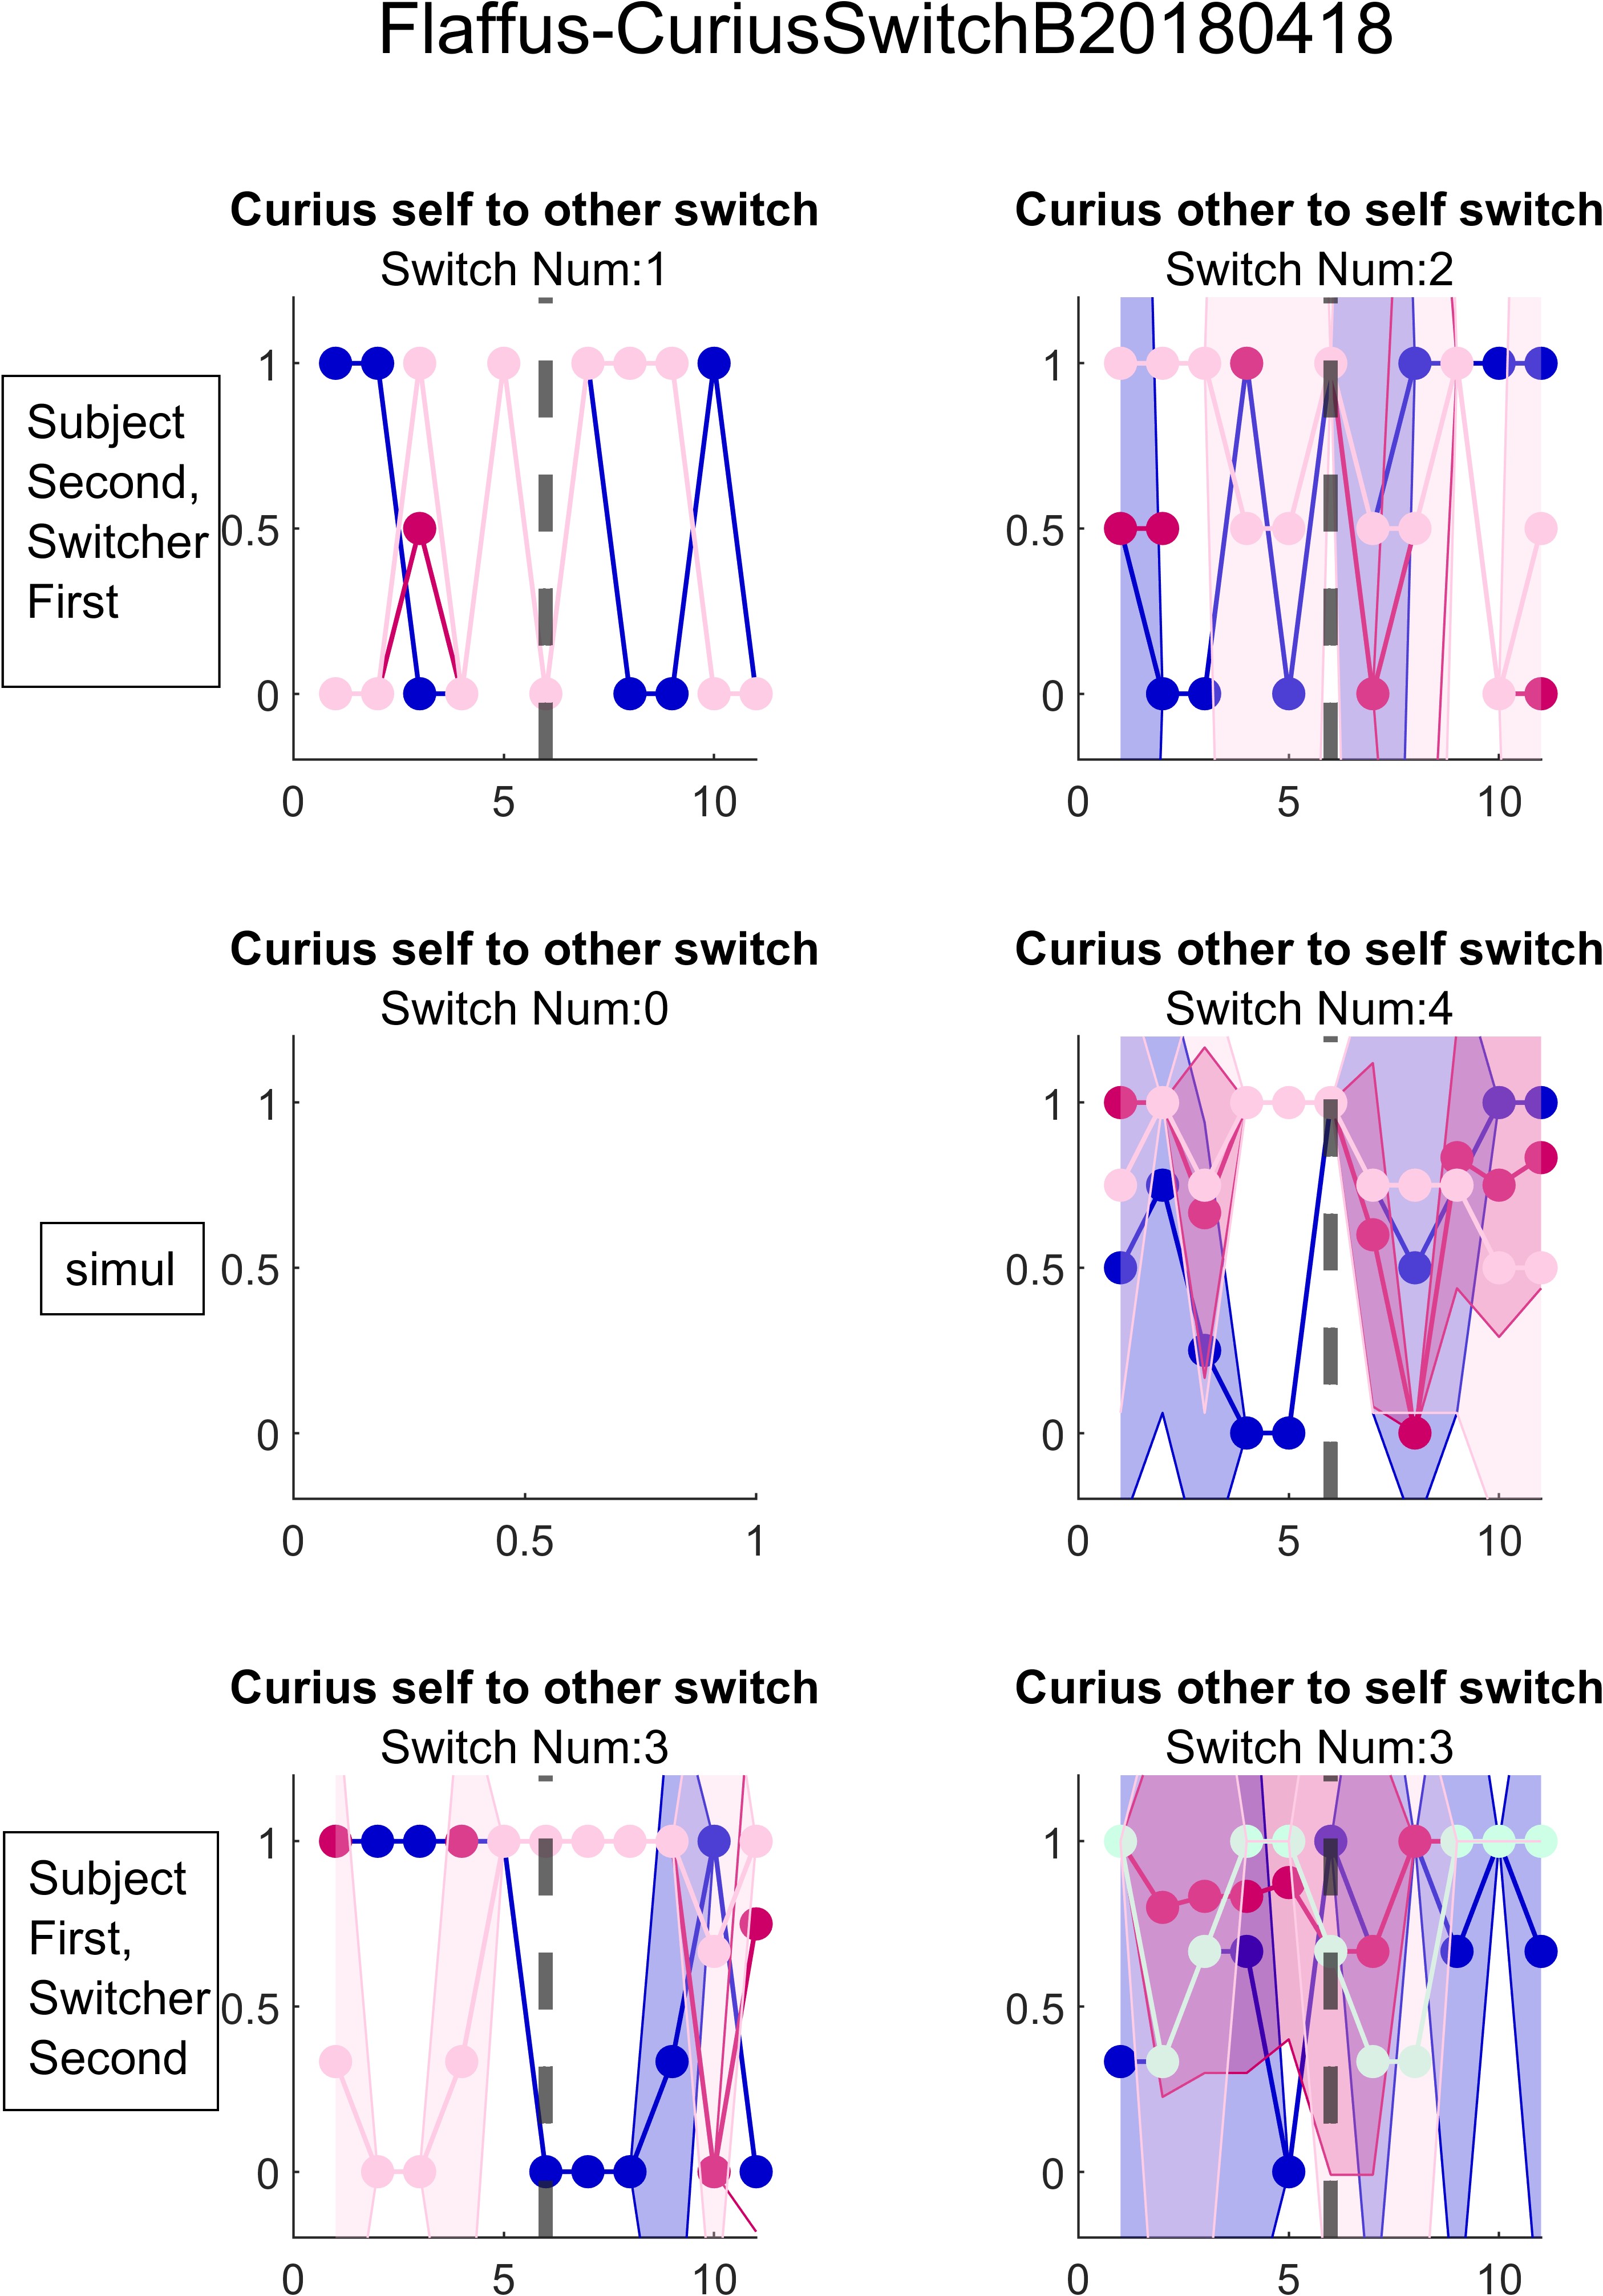 Flaffus-CuriusSwitchB20180418
Curius self to other switch
Switch Num:1
Curius other to self switch
Switch Num:2
Subject
Second,
Switcher
First
1
0.5
0
0 5 10
1
0.5
0
0 5 10
Curius self to other switch
Switch Num:0
Curius other to self switch
Switch Num:4
simul
1
0.5
0
0 0.5 1
1
0.5
0
0 5 10
Curius self to other switch
Switch Num:3
Curius other to self switch
Switch Num:3
Subject
First,
Switcher
Second
1
0.5
0
0 5 10
1
0.5
0
0 5 10